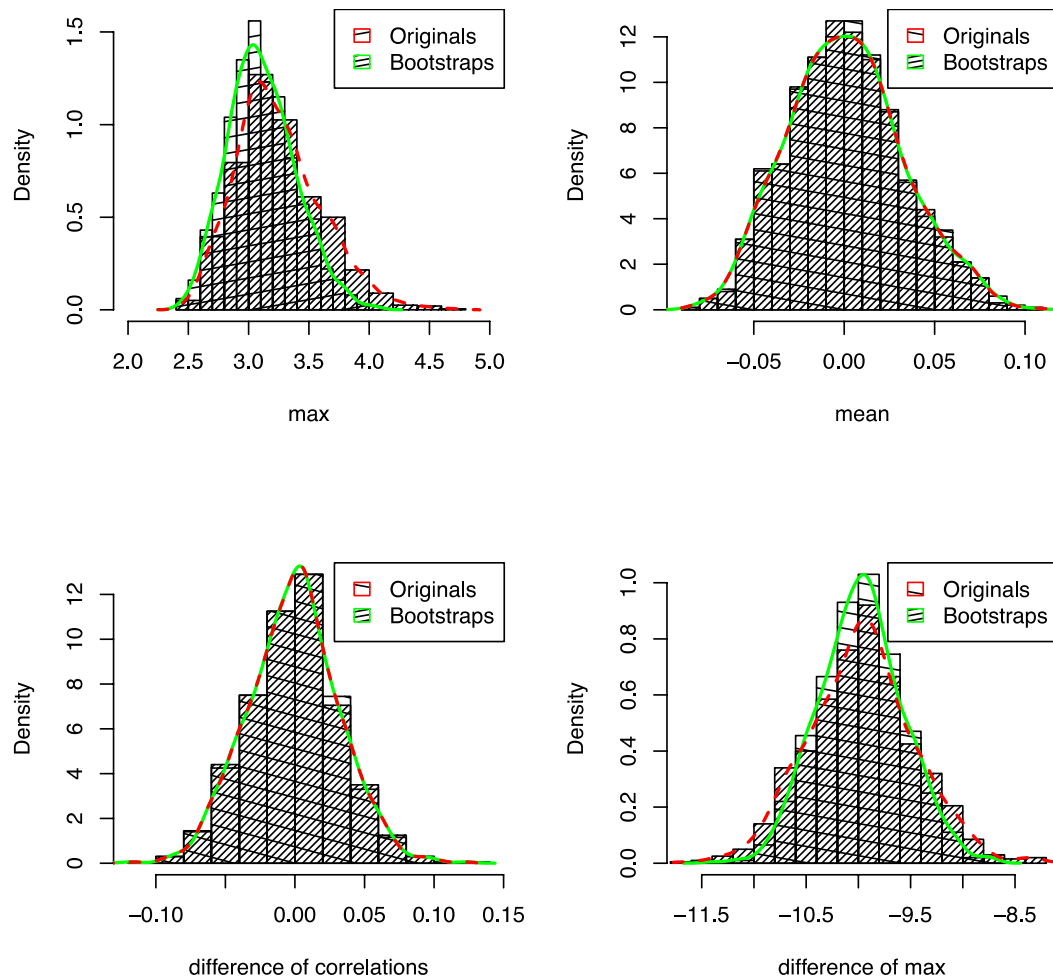 Originals
Bootstraps
Density
0.0 0.5 1.0 1.5
2.0 2.5 3.0 3.5 4.0 4.5 5.0
max
Originals
Bootstraps
Density
0 2 4 6 8 10 12
−0.05 0.00 0.05 0.10
mean
Originals
Bootstraps
Density
0 2 4 6 8 10 12
−0.10 0.00 0.05 0.10 0.15
difference of correlations
Originals
Bootstraps
Density
0.0 0.2 0.4 0.6 0.8 1.0
−11.5 −10.5 −9.5 −8.5
difference of max